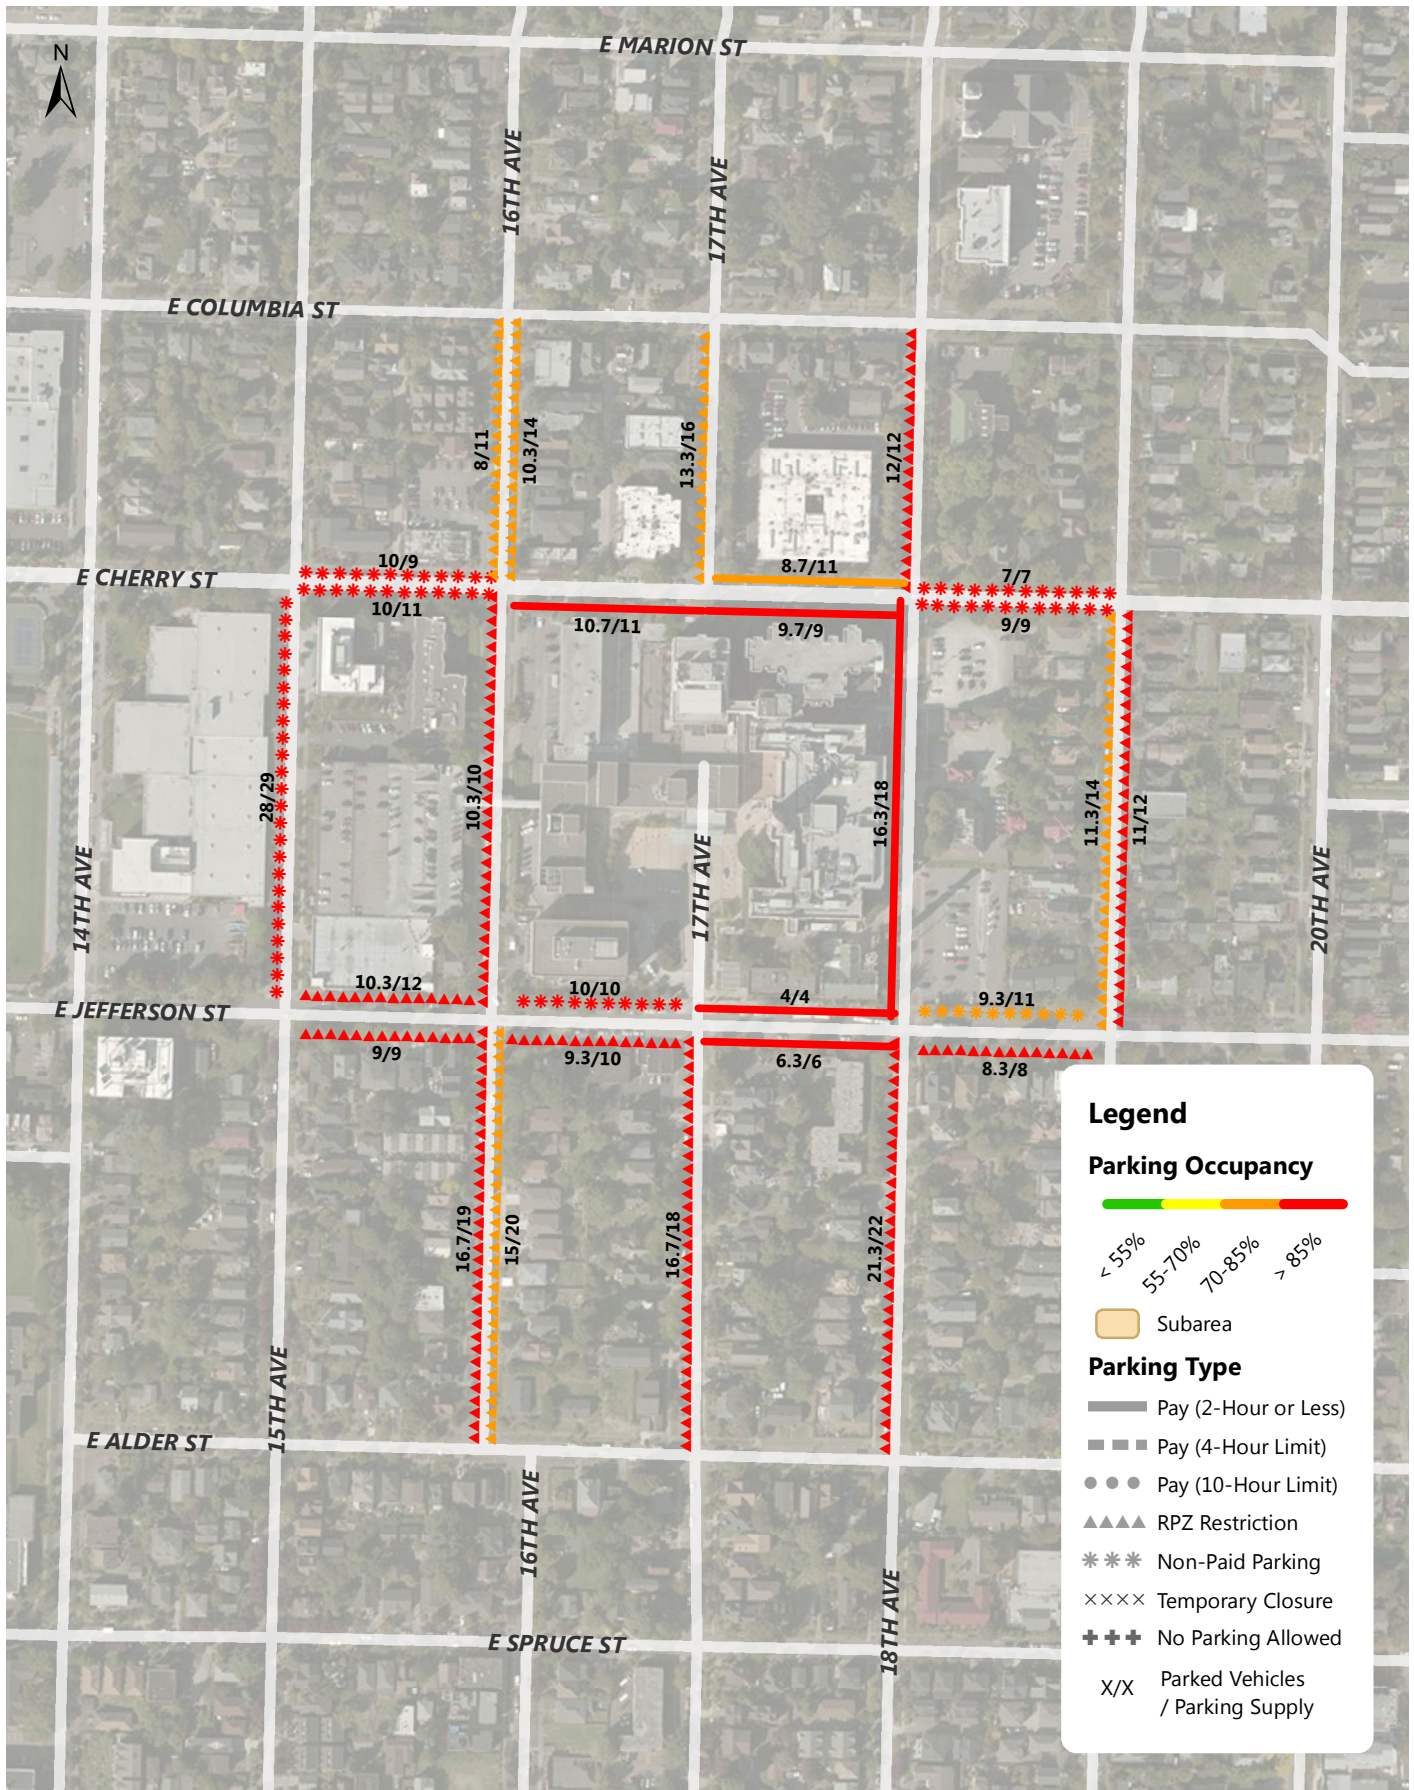 E MARION ST
N
16TH AVE
17TH AVE
E COLUMBIA ST
8/11
10.3/14
13.3/16
12/12
E CHERRY ST
10/9
8.7/11
7/7
10/11
10.7/11
9.7/9
9/9
28/29
10.3/10
16.3/18
11.3/14
11/12
14TH AVE
17TH AVE
20TH AVE
E JEFFERSON ST
10.3/12
10/10
4/4
9.3/11
9/9
9.3/10
6.3/6
8.3/8
16.7/19
15/20
16.7/18
21.3/22
15TH AVE
E ALDER ST
16TH AVE
18TH AVE
E SPRUCE ST
Legend
Parking Occupancy
< 55%
55-70%
70-85%
> 85%
Subarea
Parking Type
Pay (2-Hour or Less)
Pay (4-Hour Limit)
Pay (10-Hour Limit)
RPZ Restriction
Non-Paid Parking
Temporary Closure
No Parking Allowed
X/X
Parked Vehicles
/ Parking Supply